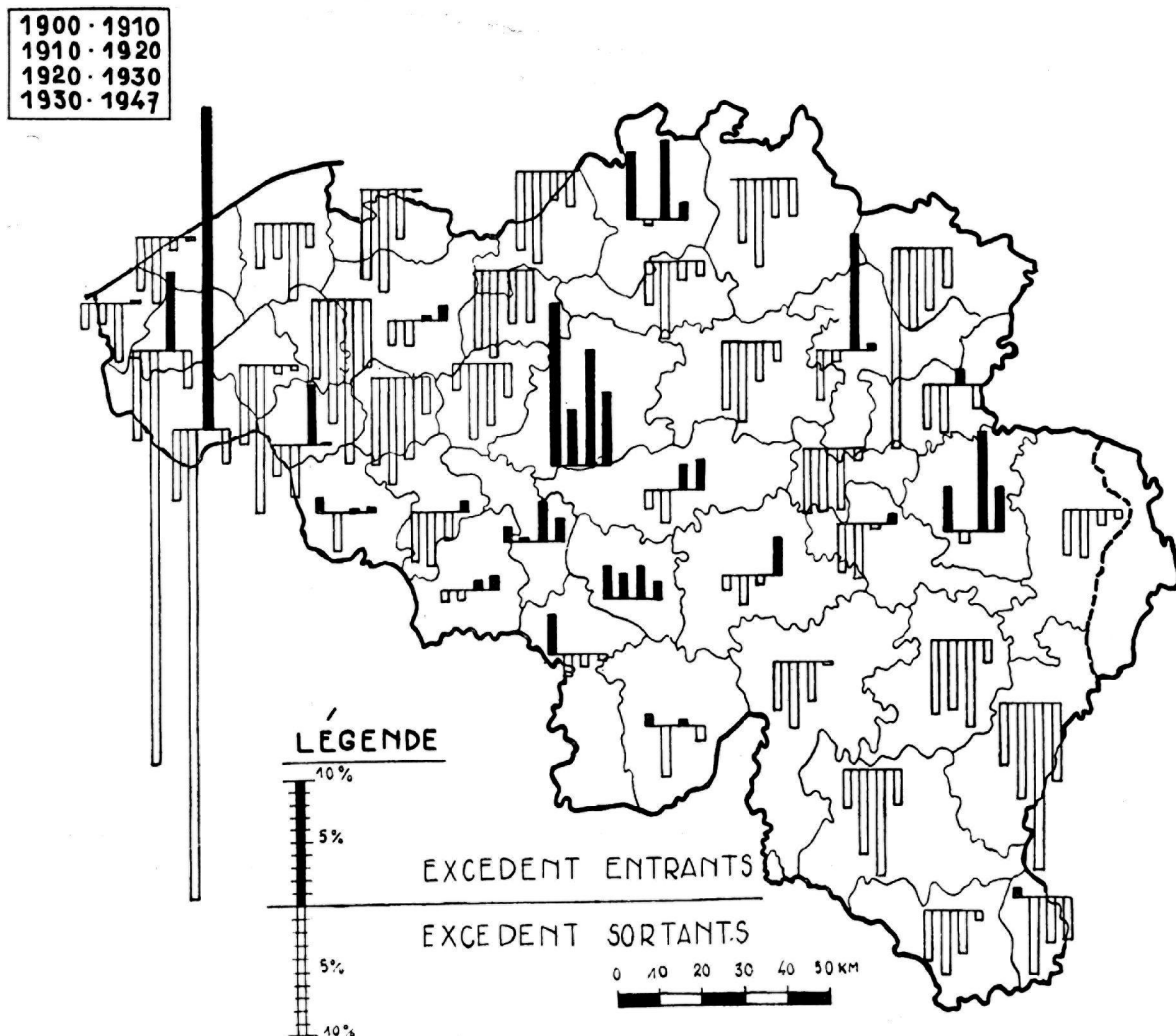 1900 · 1910
1910 · 1920
1920 · 1930
1930 · 1947
LÉGENDE
10%
5%
EXCEDENT ENTRANTS
EXCEDENT SORTANTS
5%
10%
0 10 20 30 40 50 KM